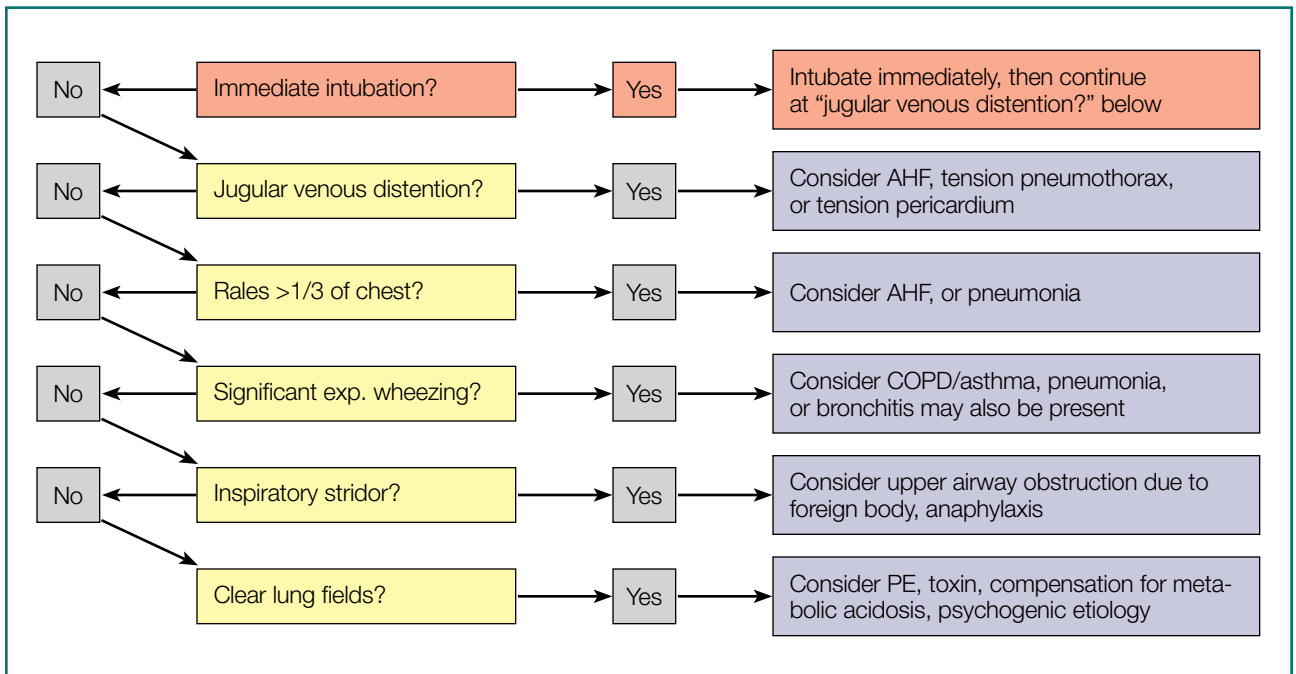 No
Immediate intubation?
Yes
Intubate immediately, then continue
at “jugular venous distention?” below
No
Jugular venous distention?
Yes
Consider AHF, tension pneumothorax,
or tension pericardium
No
Rales >1/3 of chest?
Yes
Consider AHF, or pneumonia
No
Significant exp. wheezing?
Yes
Consider COPD/asthma, pneumonia,
or bronchitis may also be present
No
Inspiratory stridor?
Yes
Consider upper airway obstruction due to
foreign body, anaphylaxis
Clear lung fields?
Yes
Consider PE, toxin, compensation for meta-
bolic acidosis, psychogenic etiology